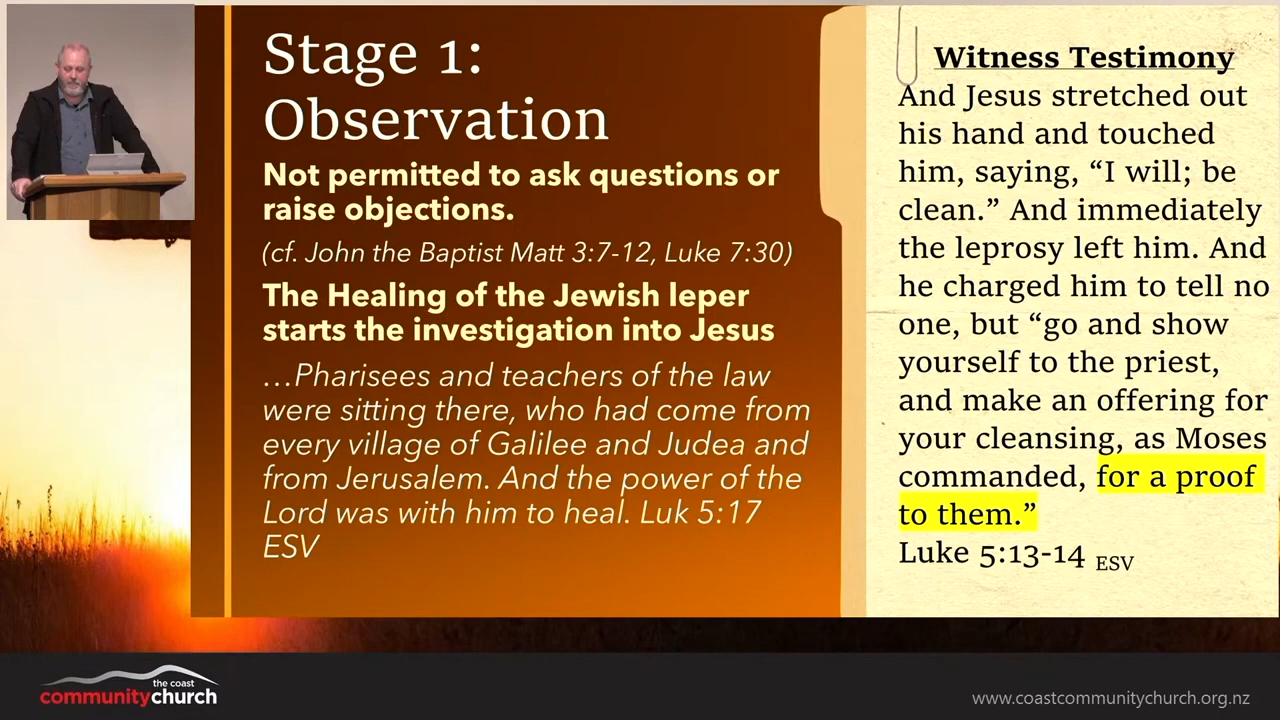 Stage 1:
Observation
Not permitted to ask questions or
raise objections.
(cf. John the Baptist Matt 3:7-12, Luke 7:30)
The Healing of the Jewish leper
starts the investigation into Jesus
…Pharisees and teachers of the law
were sitting there, who had come from
every village of Galilee and Judea and
from Jerusalem. And the power of the
Lord was with him to heal. Luk 5:17
ESV
Witness Testimony
And Jesus stretched out
his hand and touched
him, saying, “I will; be
clean.” And immediately
the leprosy left him. And
he charged him to tell no
one, but “go and show
yourself to the priest,
and make an offering for
your cleansing, as Moses
commanded, for a proof
to them.”
Luke 5:13-14 ESV
the coast
communitychurch
www.coastcommunitychurch.org.nz